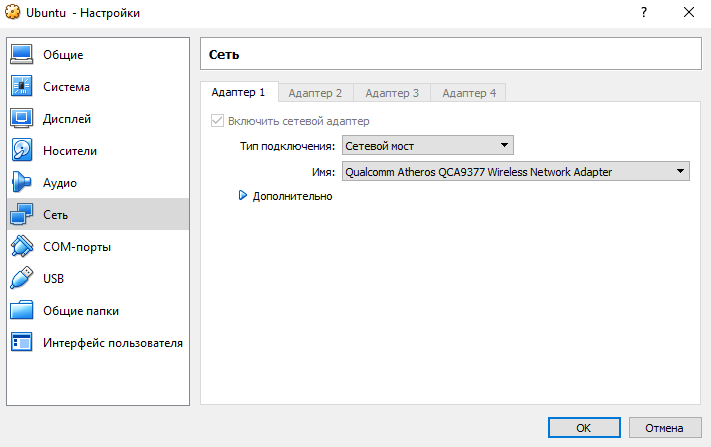 Ubuntu - Настройки
Общие
Система
Дисплей
Носители
Аудио
Сеть
COM-порты
USB
Общие папки
Интерфейс пользователя
Сеть
Адаптер 1 Адаптер 2 Адаптер 3 Адаптер 4
Включить сетевой адаптер
Тип подключения: Сетевой мост
Имя: Qualcomm Atheros QCA9377 Wireless Network Adapter
Дополнительно
OK Отмена